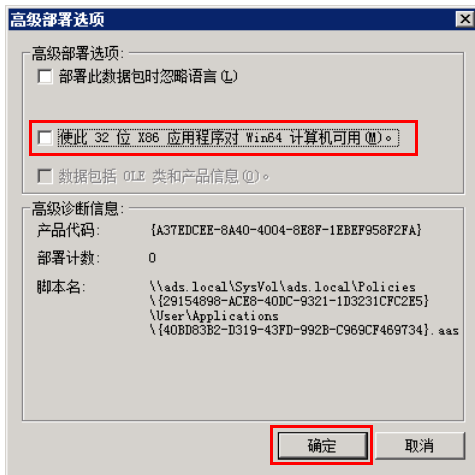 高级部署选项
高级部署选项:
部署此数据包时忽略语言(L)
使此 32 位 X86 应用程序对 Win64 计算机可用(M)。
数据包括 OLE 类和产品信息(O)。
高级诊断信息:
产品代码: {A37EDCEE-8A40-4004-8E8F-1EBEF958F2FA}
部署计数: 0
脚本名: \\ads.local\SysVol\ads.local\Policies
\{29154898-ACE8-40DC-9321-1D3231CFC2E5}
\User\Applications
\{40BD83B2-D319-43FD-992B-C969CF469734}.aas
确定 取消